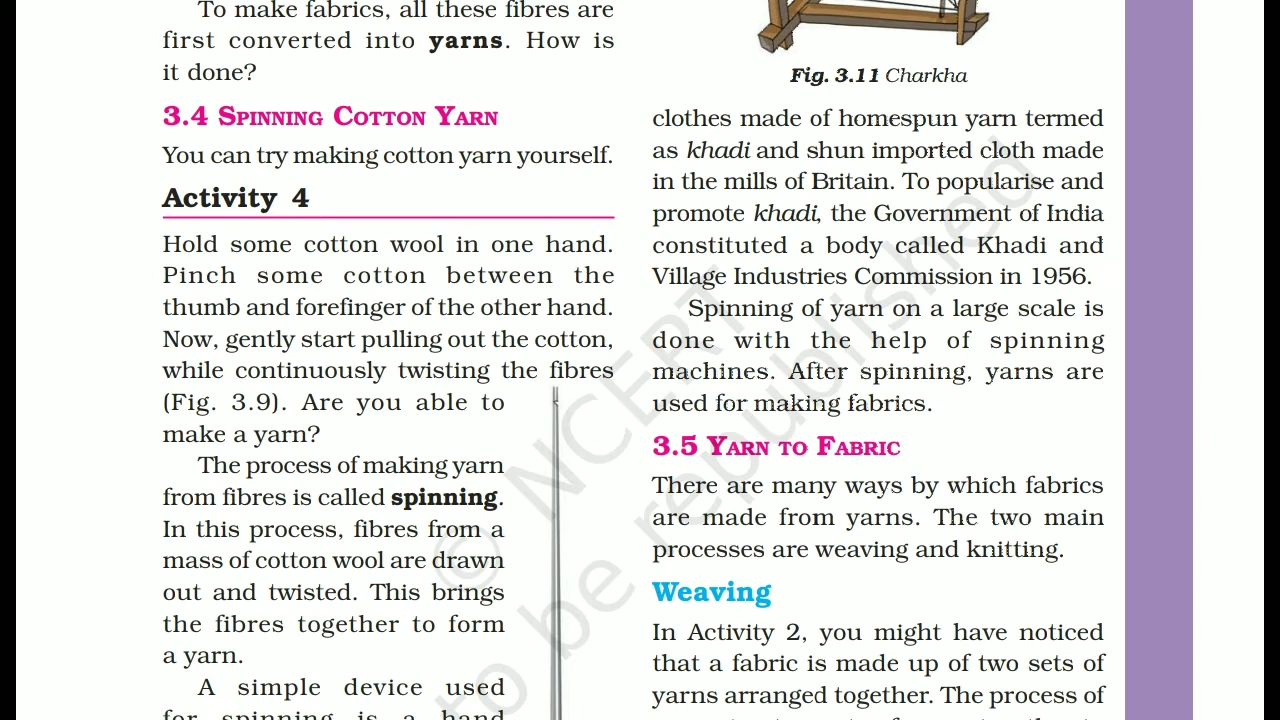 To make fabrics, all these fibres are
first converted into yarns. How is
it done?
3.4 Spinning Cotton Yarn
You can try making cotton yarn yourself.
Activity 4
Hold some cotton wool in one hand.
Pinch some cotton between the
thumb and forefinger of the other hand.
Now, gently start pulling out the cotton,
while continuously twisting the fibres
(Fig. 3.9). Are you able to
make a yarn?
The process of making yarn
from fibres is called spinning.
In this process, fibres from a
mass of cotton wool are drawn
out and twisted. This brings
the fibres together to form
a yarn.
A simple device used
for spinning is a hand
Fig. 3.11 Charkha
clothes made of homespun yarn termed
as khadi and shun imported cloth made
in the mills of Britain. To popularise and
promote khadi, the Government of India
constituted a body called Khadi and
Village Industries Commission in 1956.
Spinning of yarn on a large scale is
done with the help of spinning
machines. After spinning, yarns are
used for making fabrics.
3.5 Yarn to Fabric
There are many ways by which fabrics
are made from yarns. The two main
processes are weaving and knitting.
Weaving
In Activity 2, you might have noticed
that a fabric is made up of two sets of
yarns arranged together. The process of
© NCERT
to be republished